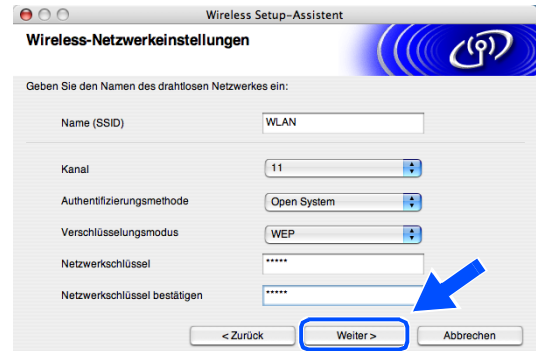 Wireless Setup-Assistent
Wireless-Netzwerkeinstellungen
Geben Sie den Namen des drahtlosen Netzwerkes ein:
Name (SSID) WLAN
Kanal 11
Authentifizierungsmethode Open System
Verschlüsselungsmodus WEP
Netzwerkschlüssel *****
Netzwerkschlüssel bestätigen *****
< Zurück Weiter > Abbrechen